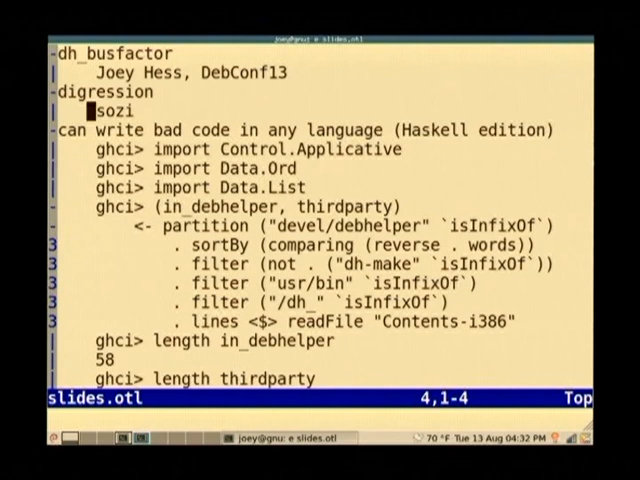 joey@gnu: e slides.otl
-dh_busfactor
| Joey Hess, DebConf13
-digression
| sozi
-can write bad code in any language (Haskell edition)
| ghci> import Control.Applicative
| ghci> import Data.Ord
| ghci> import Data.List
- ghci> (in_debhelper, thirdparty)
- <- partition ("devel/debhelper" `isInfixOf`)
3 . sortBy (comparing (reverse . words))
3 . filter (not . ("dh-make" `isInfixOf`))
3 . filter ("usr/bin" `isInfixOf`)
3 . filter ("/dh_" `isInfixOf`)
3 . lines <$> readFile "Contents-i386"
| ghci> length in_debhelper
| 58
| ghci> length thirdparty
slides.otl 4,1-4 Top
joey@gnu: e slides.otl 70 °F Tue 13 Aug 04:32 PM